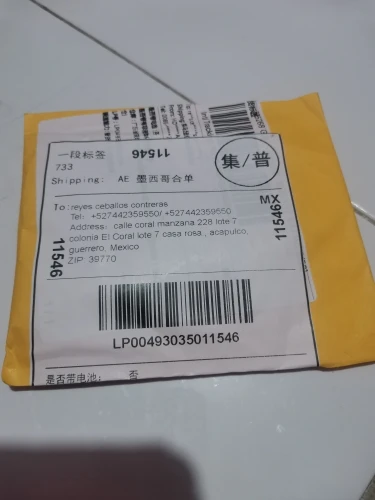 一段标签
11546
集/普
733
Shipping: AE 墨西哥合单
To: reyes ceballos contreras
Tel: +527442359550/ +527442359550
Address: calle coral manzana 228 lote 7
colonia El Coral lote 7 casa rosa., acapulco,
guerrero, Mexico
ZIP: 39770
MX
11546
11546
LP00493035011546
是否带电池: 否